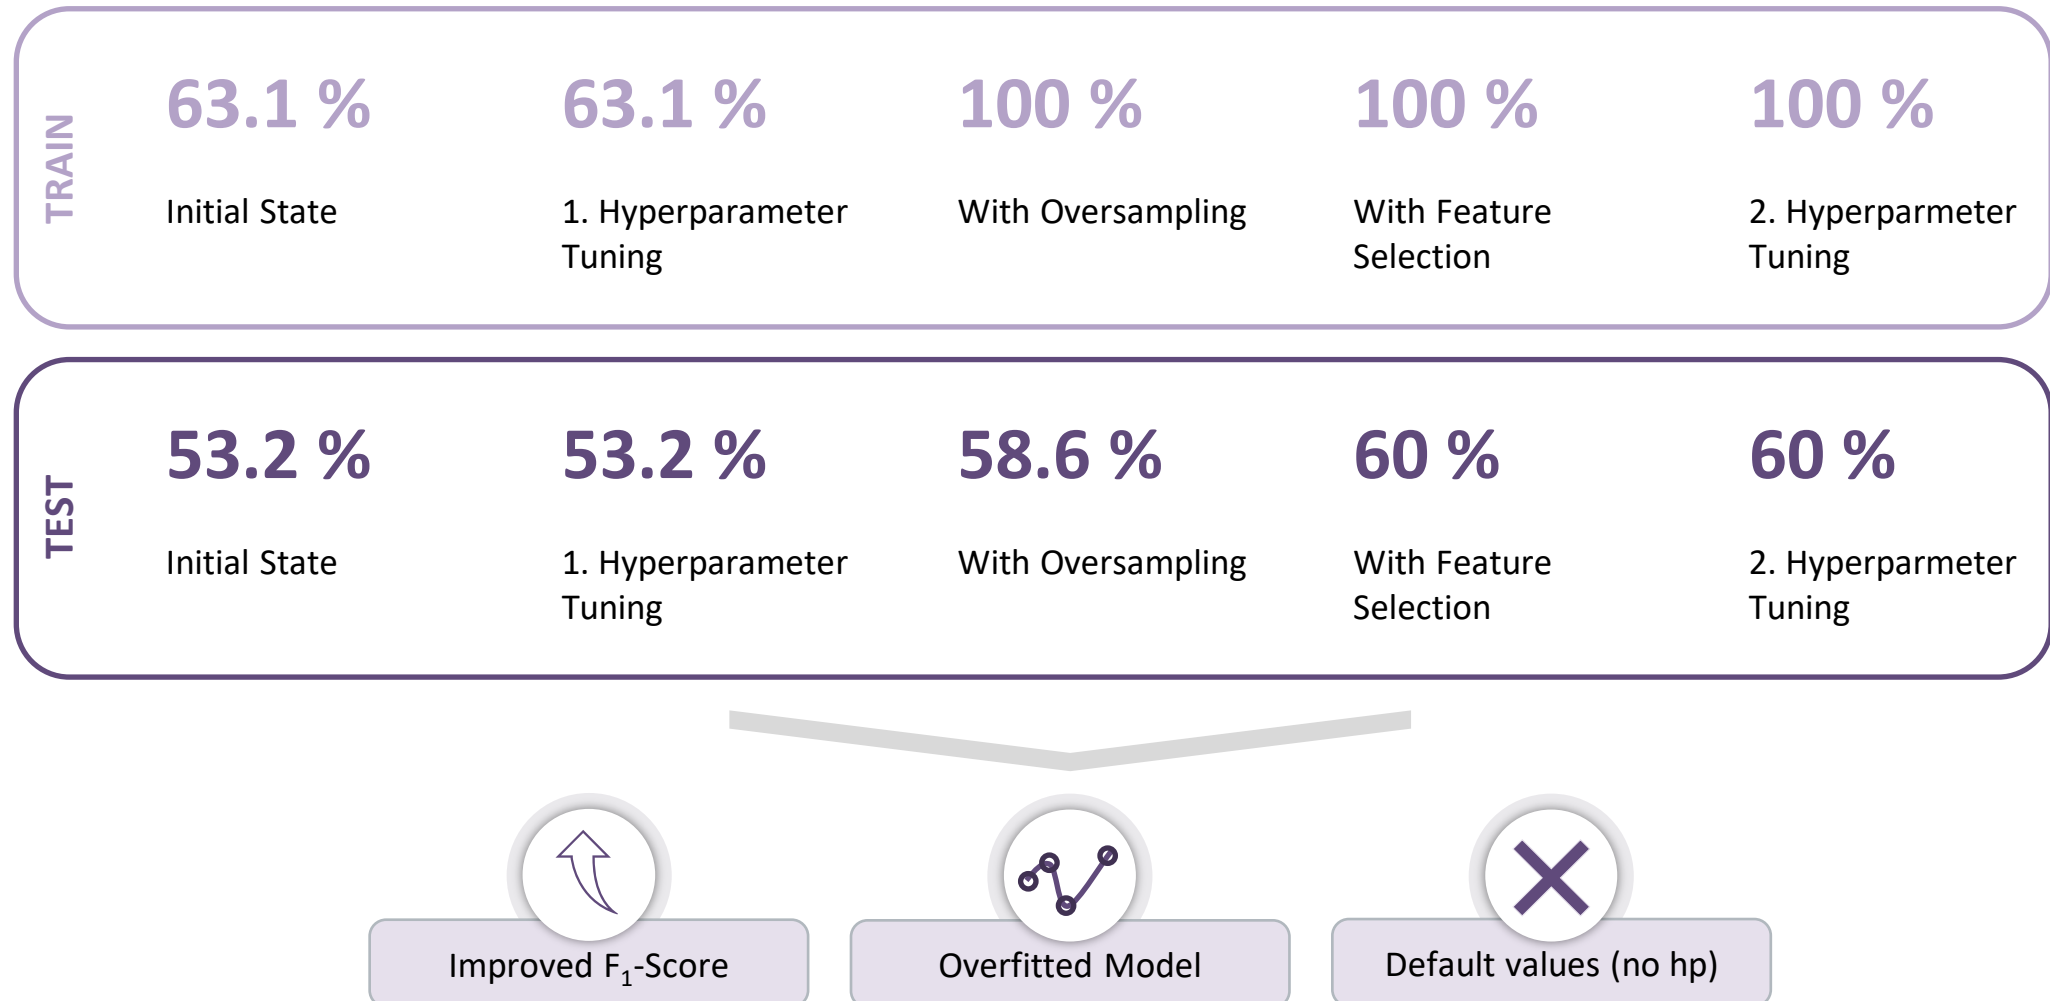 TRAIN
63.1 %
63.1 %
100 %
100 %
100 %
Initial State
1. Hyperparameter
Tuning
With Oversampling
With Feature
Selection
2. Hyperparmeter
Tuning
TEST
53.2 %
53.2 %
58.6 %
60 %
60 %
Initial State
1. Hyperparameter
Tuning
With Oversampling
With Feature
Selection
2. Hyperparmeter
Tuning
Improved F₁-Score
Overfitted Model
Default values (no hp)